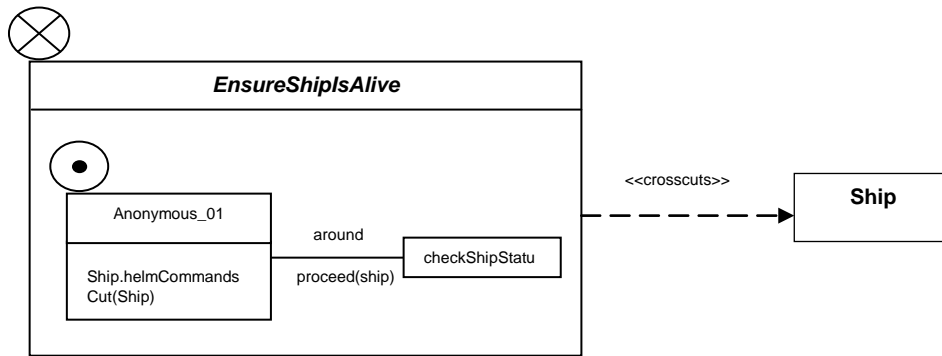 EnsureShipIsAlive
<<crosscuts>>
Ship
Anonymous_01
around
checkShipStatu
Ship.helmCommands
proceed(ship)
Cut(Ship)